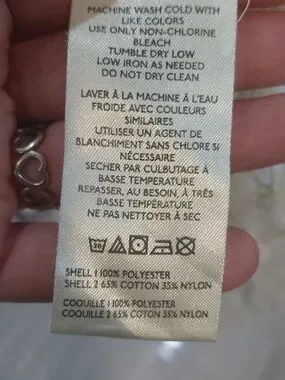 MACHINE WASH COLD WITH
LIKE COLORS
USE ONLY NON-CHLORINE
BLEACH
TUMBLE DRY LOW
LOW IRON AS NEEDED
DO NOT DRY CLEAN
LAVER À LA MACHINE À L'EAU
FROIDE AVEC COULEURS
SIMILAIRES
UTILISER UN AGENT DE
BLANCHIMENT SANS CHLORE SI
NÉCESSAIRE
SECHER PAR CULBUTAGE À
BASSE TEMPERATURE
REPASSER, AU BESOIN, À TRÈS
BASSE TEMPÉRATURE
NE PAS NETTOYER À SEC
30
SHELL 1 100% POLYESTER
SHELL 2 65% COTTON 35% NYLON
COQUILLE 1 100% POLYESTER
COQUILLE 2 65% COTON 35% NYLON